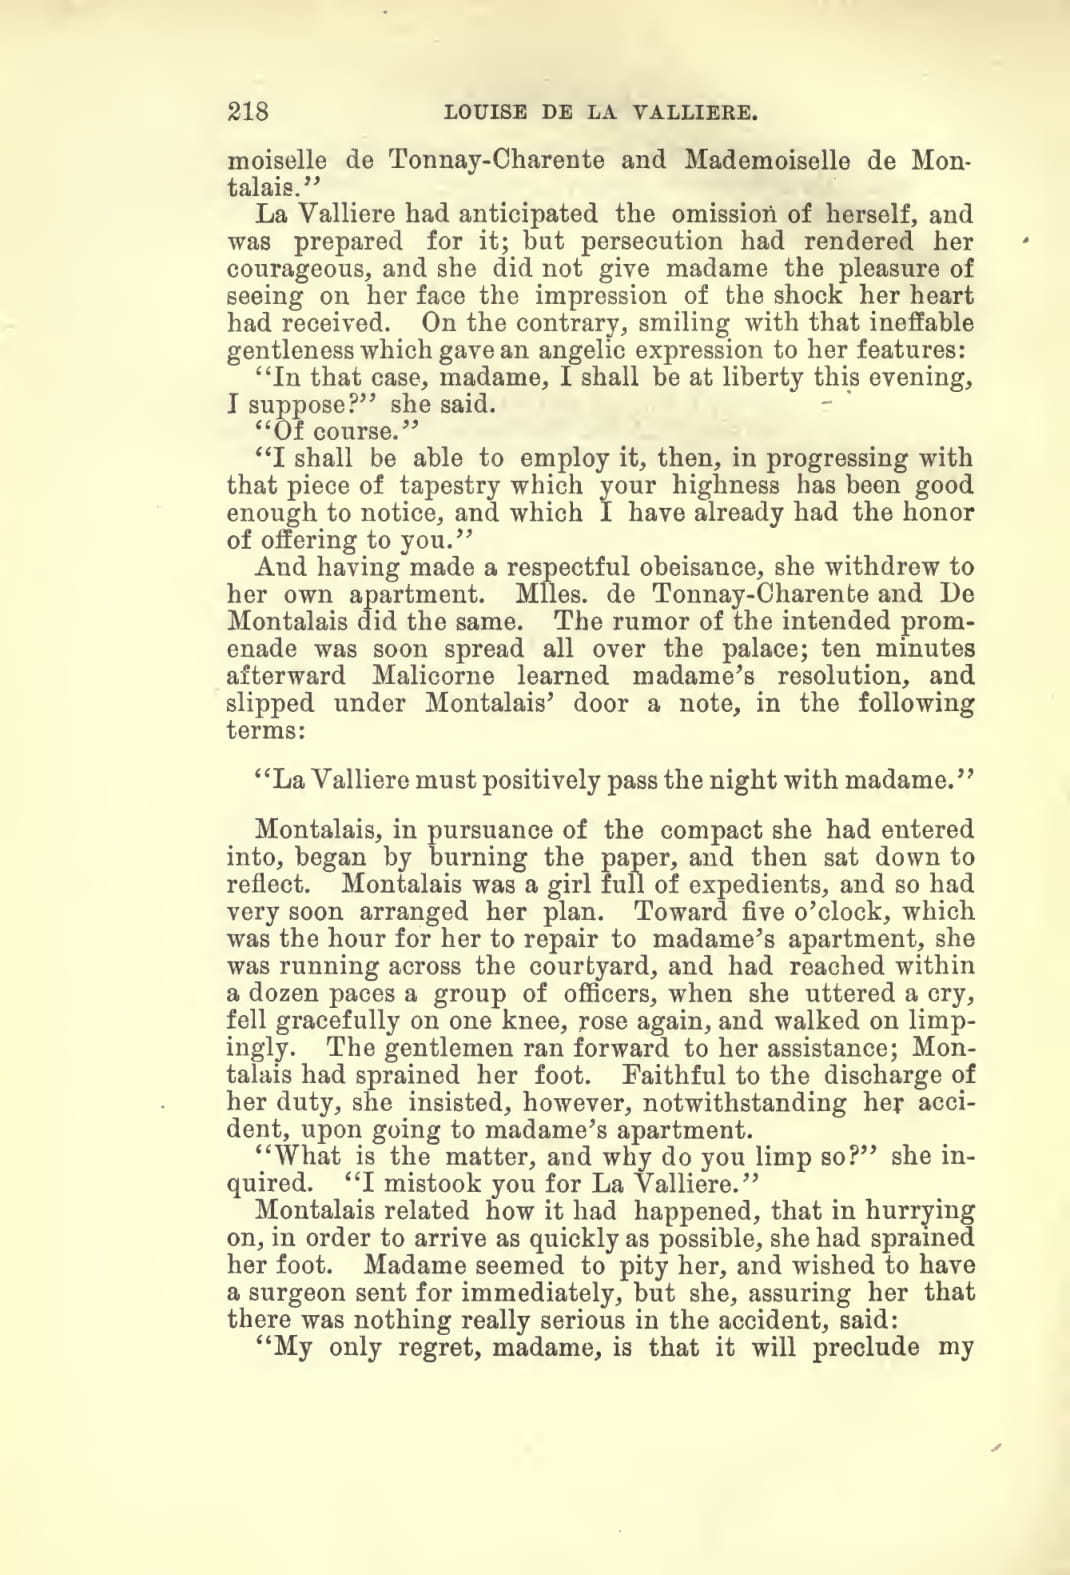 218 LOUISE DE LA VALLIERE.
moiselle de Tonnay-Charente and Mademoiselle de Mon-
talais.”
La Valliere had anticipated the omission of herself, and
was prepared for it; but persecution had rendered her
courageous, and she did not give madame the pleasure of
seeing on her face the impression of the shock her heart
had received. On the contrary, smiling with that ineffable
gentleness which gave an angelic expression to her features:
“In that case, madame, I shall be at liberty this evening,
I suppose?” she said.
“Of course.”
“I shall be able to employ it, then, in progressing with
that piece of tapestry which your highness has been good
enough to notice, and which I have already had the honor
of offering to you.”
And having made a respectful obeisance, she withdrew to
her own apartment. Mlles. de Tonnay-Charente and De
Montalais did the same. The rumor of the intended prom-
enade was soon spread all over the palace; ten minutes
afterward Malicorne learned madame’s resolution, and
slipped under Montalais’ door a note, in the following
terms:
“La Valliere must positively pass the night with madame.”
Montalais, in pursuance of the compact she had entered
into, began by burning the paper, and then sat down to
reflect. Montalais was a girl full of expedients, and so had
very soon arranged her plan. Toward five o’clock, which
was the hour for her to repair to madame’s apartment, she
was running across the courtyard, and had reached within
a dozen paces a group of officers, when she uttered a cry,
fell gracefully on one knee, rose again, and walked on limp-
ingly. The gentlemen ran forward to her assistance; Mon-
talais had sprained her foot. Faithful to the discharge of
her duty, she insisted, however, notwithstanding her acci-
dent, upon going to madame’s apartment.
“What is the matter, and why do you limp so?” she in-
quired. “I mistook you for La Valliere.”
Montalais related how it had happened, that in hurrying
on, in order to arrive as quickly as possible, she had sprained
her foot. Madame seemed to pity her, and wished to have
a surgeon sent for immediately, but she, assuring her that
there was nothing really serious in the accident, said:
“My only regret, madame, is that it will preclude my